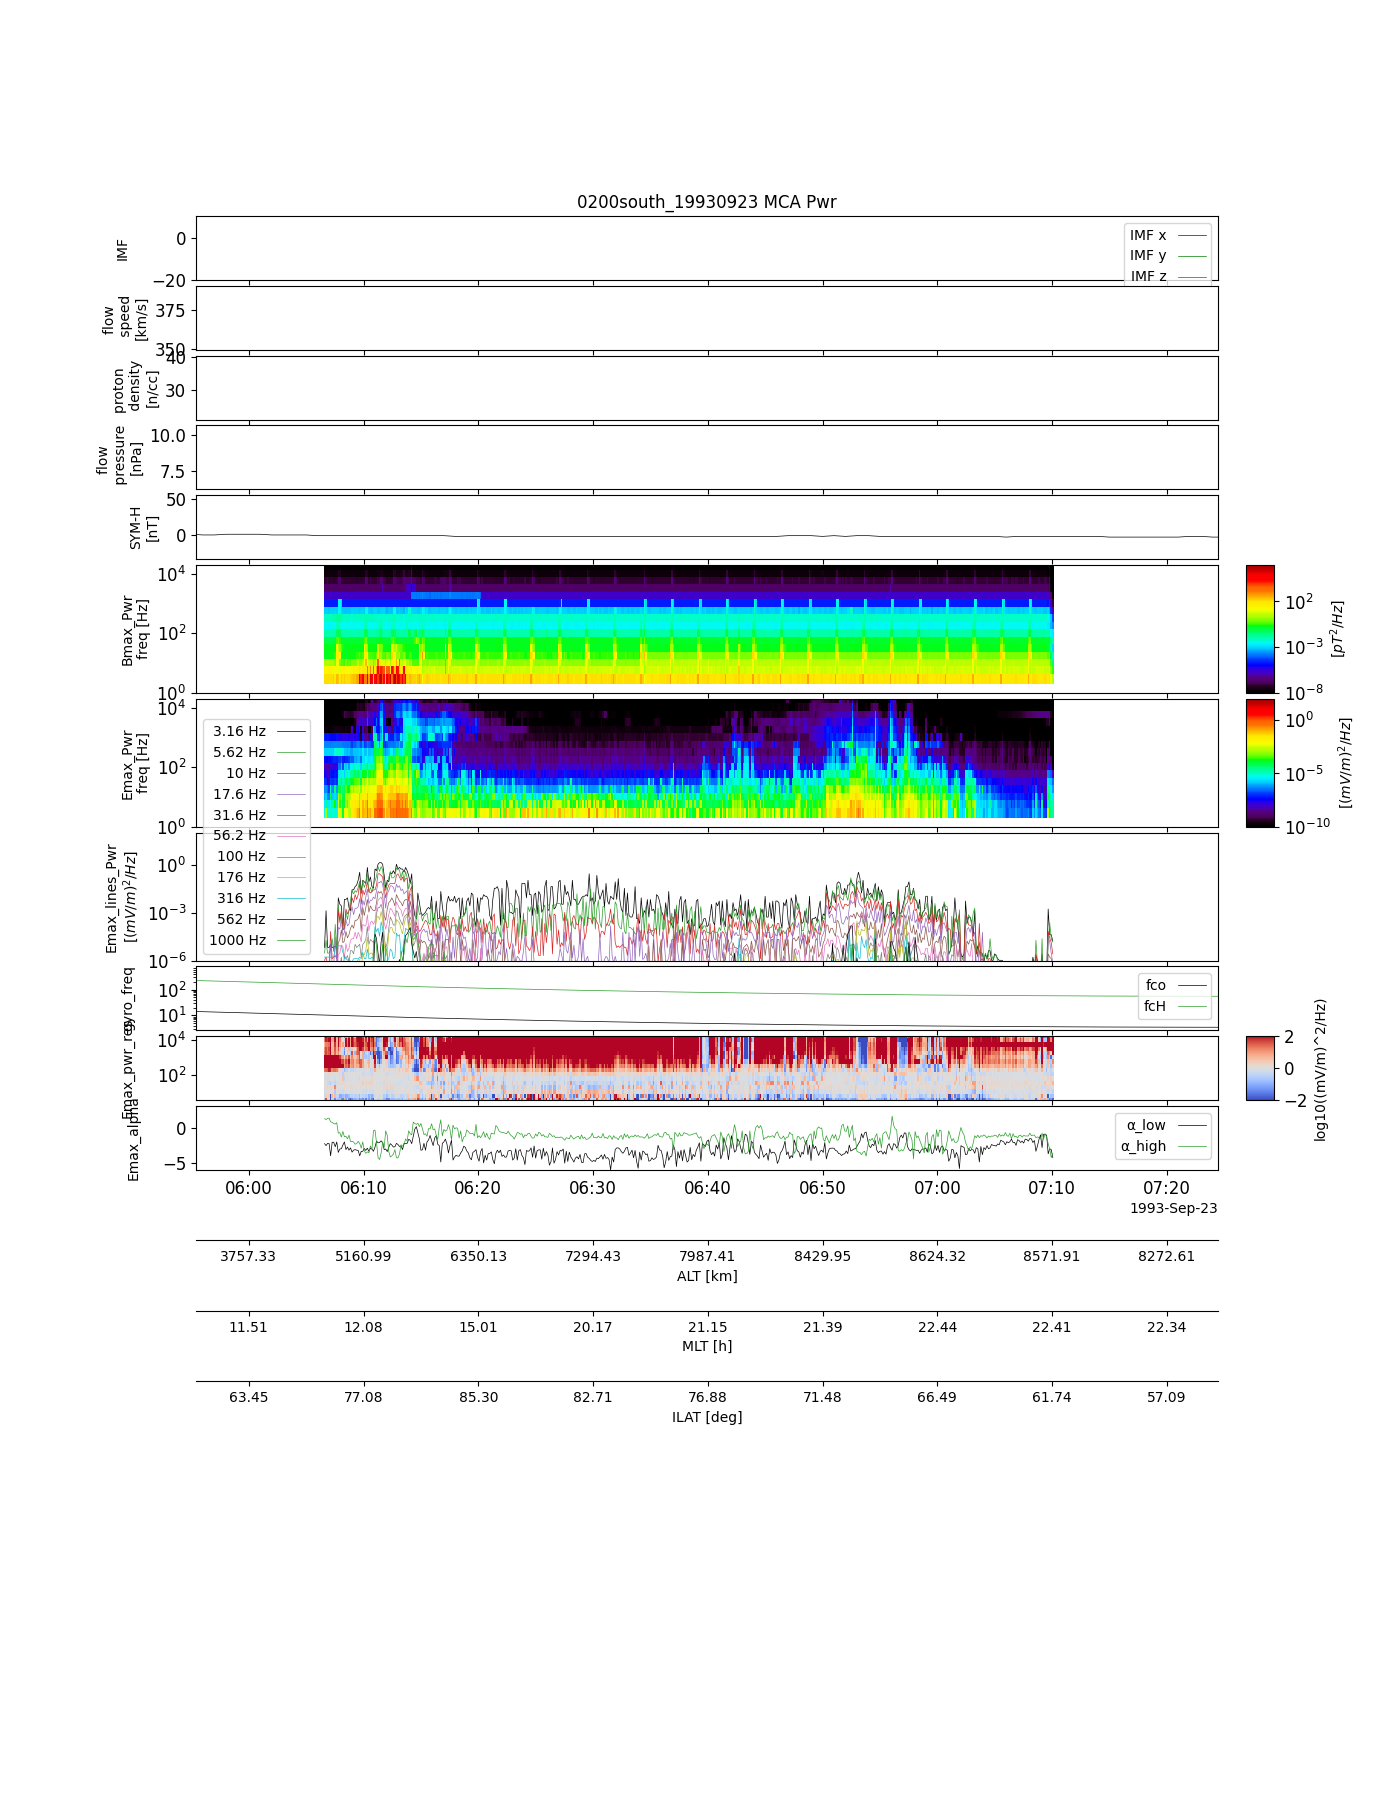 0200south_19930923 MCA Pwr
IMF
0
−20
IMF x
IMF y
IMF z
flow
speed
[km/s]
375
350
proton
density
[n/cc]
40
30
flow
pressure
[nPa]
10.0
7.5
SYM-H
[nT]
50
0
Bmax_Pwr
freq [Hz]
10^4
10^2
10^0
10^2
10^−3
10^−8
[pT^2/Hz]
Emax_Pwr
freq [Hz]
10^4
10^2
10^0
10^0
10^−5
10^−10
[(mV/m)^2/Hz]
3.16 Hz
5.62 Hz
10 Hz
17.6 Hz
31.6 Hz
56.2 Hz
100 Hz
176 Hz
316 Hz
562 Hz
1000 Hz
Emax_lines_Pwr
[(mV/m)^2/Hz]
10^0
10^−3
10^−6
gyro_freq
10^2
10^1
fco
fcH
Emax_pwr_reg
10^4
10^2
2
0
−2
log10((mV/m)^2/Hz)
Emax_alpha
0
−5
α_low
α_high
06:00 06:10 06:20 06:30 06:40 06:50 07:00 07:10 07:20
1993-Sep-23
3757.33 5160.99 6350.13 7294.43 7987.41 8429.95 8624.32 8571.91 8272.61
ALT [km]
11.51 12.08 15.01 20.17 21.15 21.39 22.44 22.41 22.34
MLT [h]
63.45 77.08 85.30 82.71 76.88 71.48 66.49 61.74 57.09
ILAT [deg]